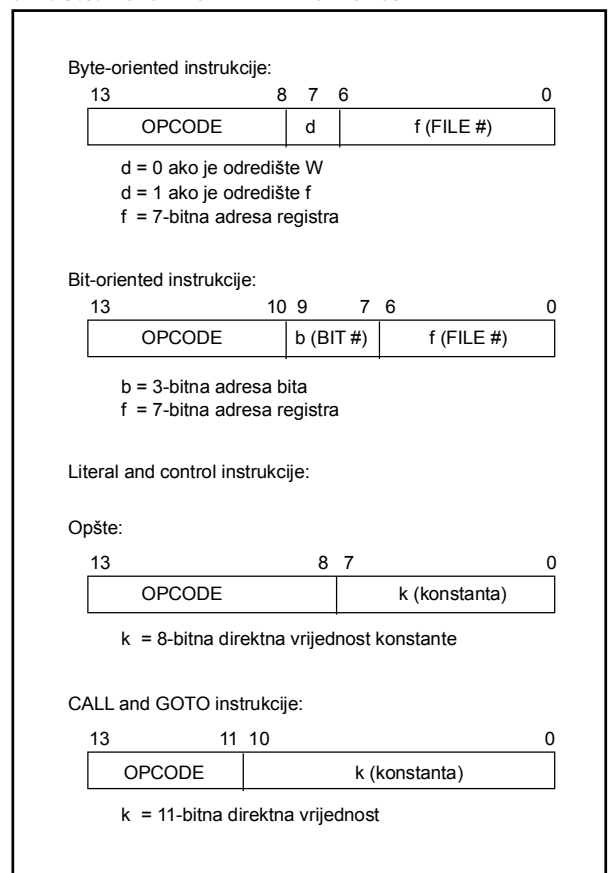 Byte-oriented instrukcije:
13 8 7 6 0
OPCODE d f (FILE #)
d = 0 ako je odredište W
d = 1 ako je odredište f
f = 7-bitna adresa registra
Bit-oriented instrukcije:
13 10 9 7 6 0
OPCODE b (BIT #) f (FILE #)
b = 3-bitna adresa bita
f = 7-bitna adresa registra
Literal and control instrukcije:
Opšte:
13 8 7 0
OPCODE k (konstanta)
k = 8-bitna direktna vrijednost konstante
CALL and GOTO instrukcije:
13 11 10 0
OPCODE k (konstanta)
k = 11-bitna direktna vrijednost